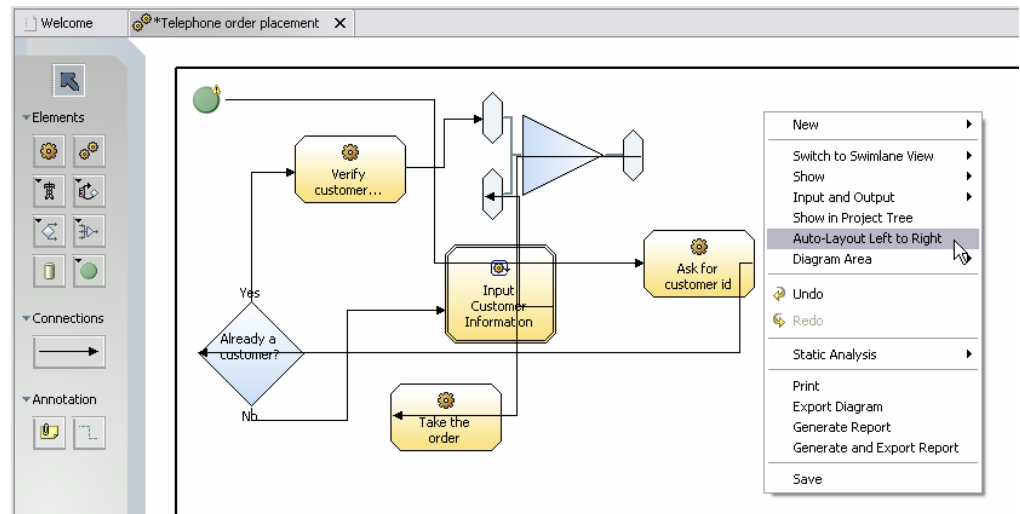 Welcome
*Telephone order placement
Elements
Connections
Annotation
Verify
customer...
Input
Customer
Information
Ask for
customer id
Yes
Already a
customer?
No
Take the
order
New
Switch to Swimlane View
Show
Input and Output
Show in Project Tree
Auto-Layout Left to Right
Diagram Area
Undo
Redo
Static Analysis
Print
Export Diagram
Generate Report
Generate and Export Report
Save